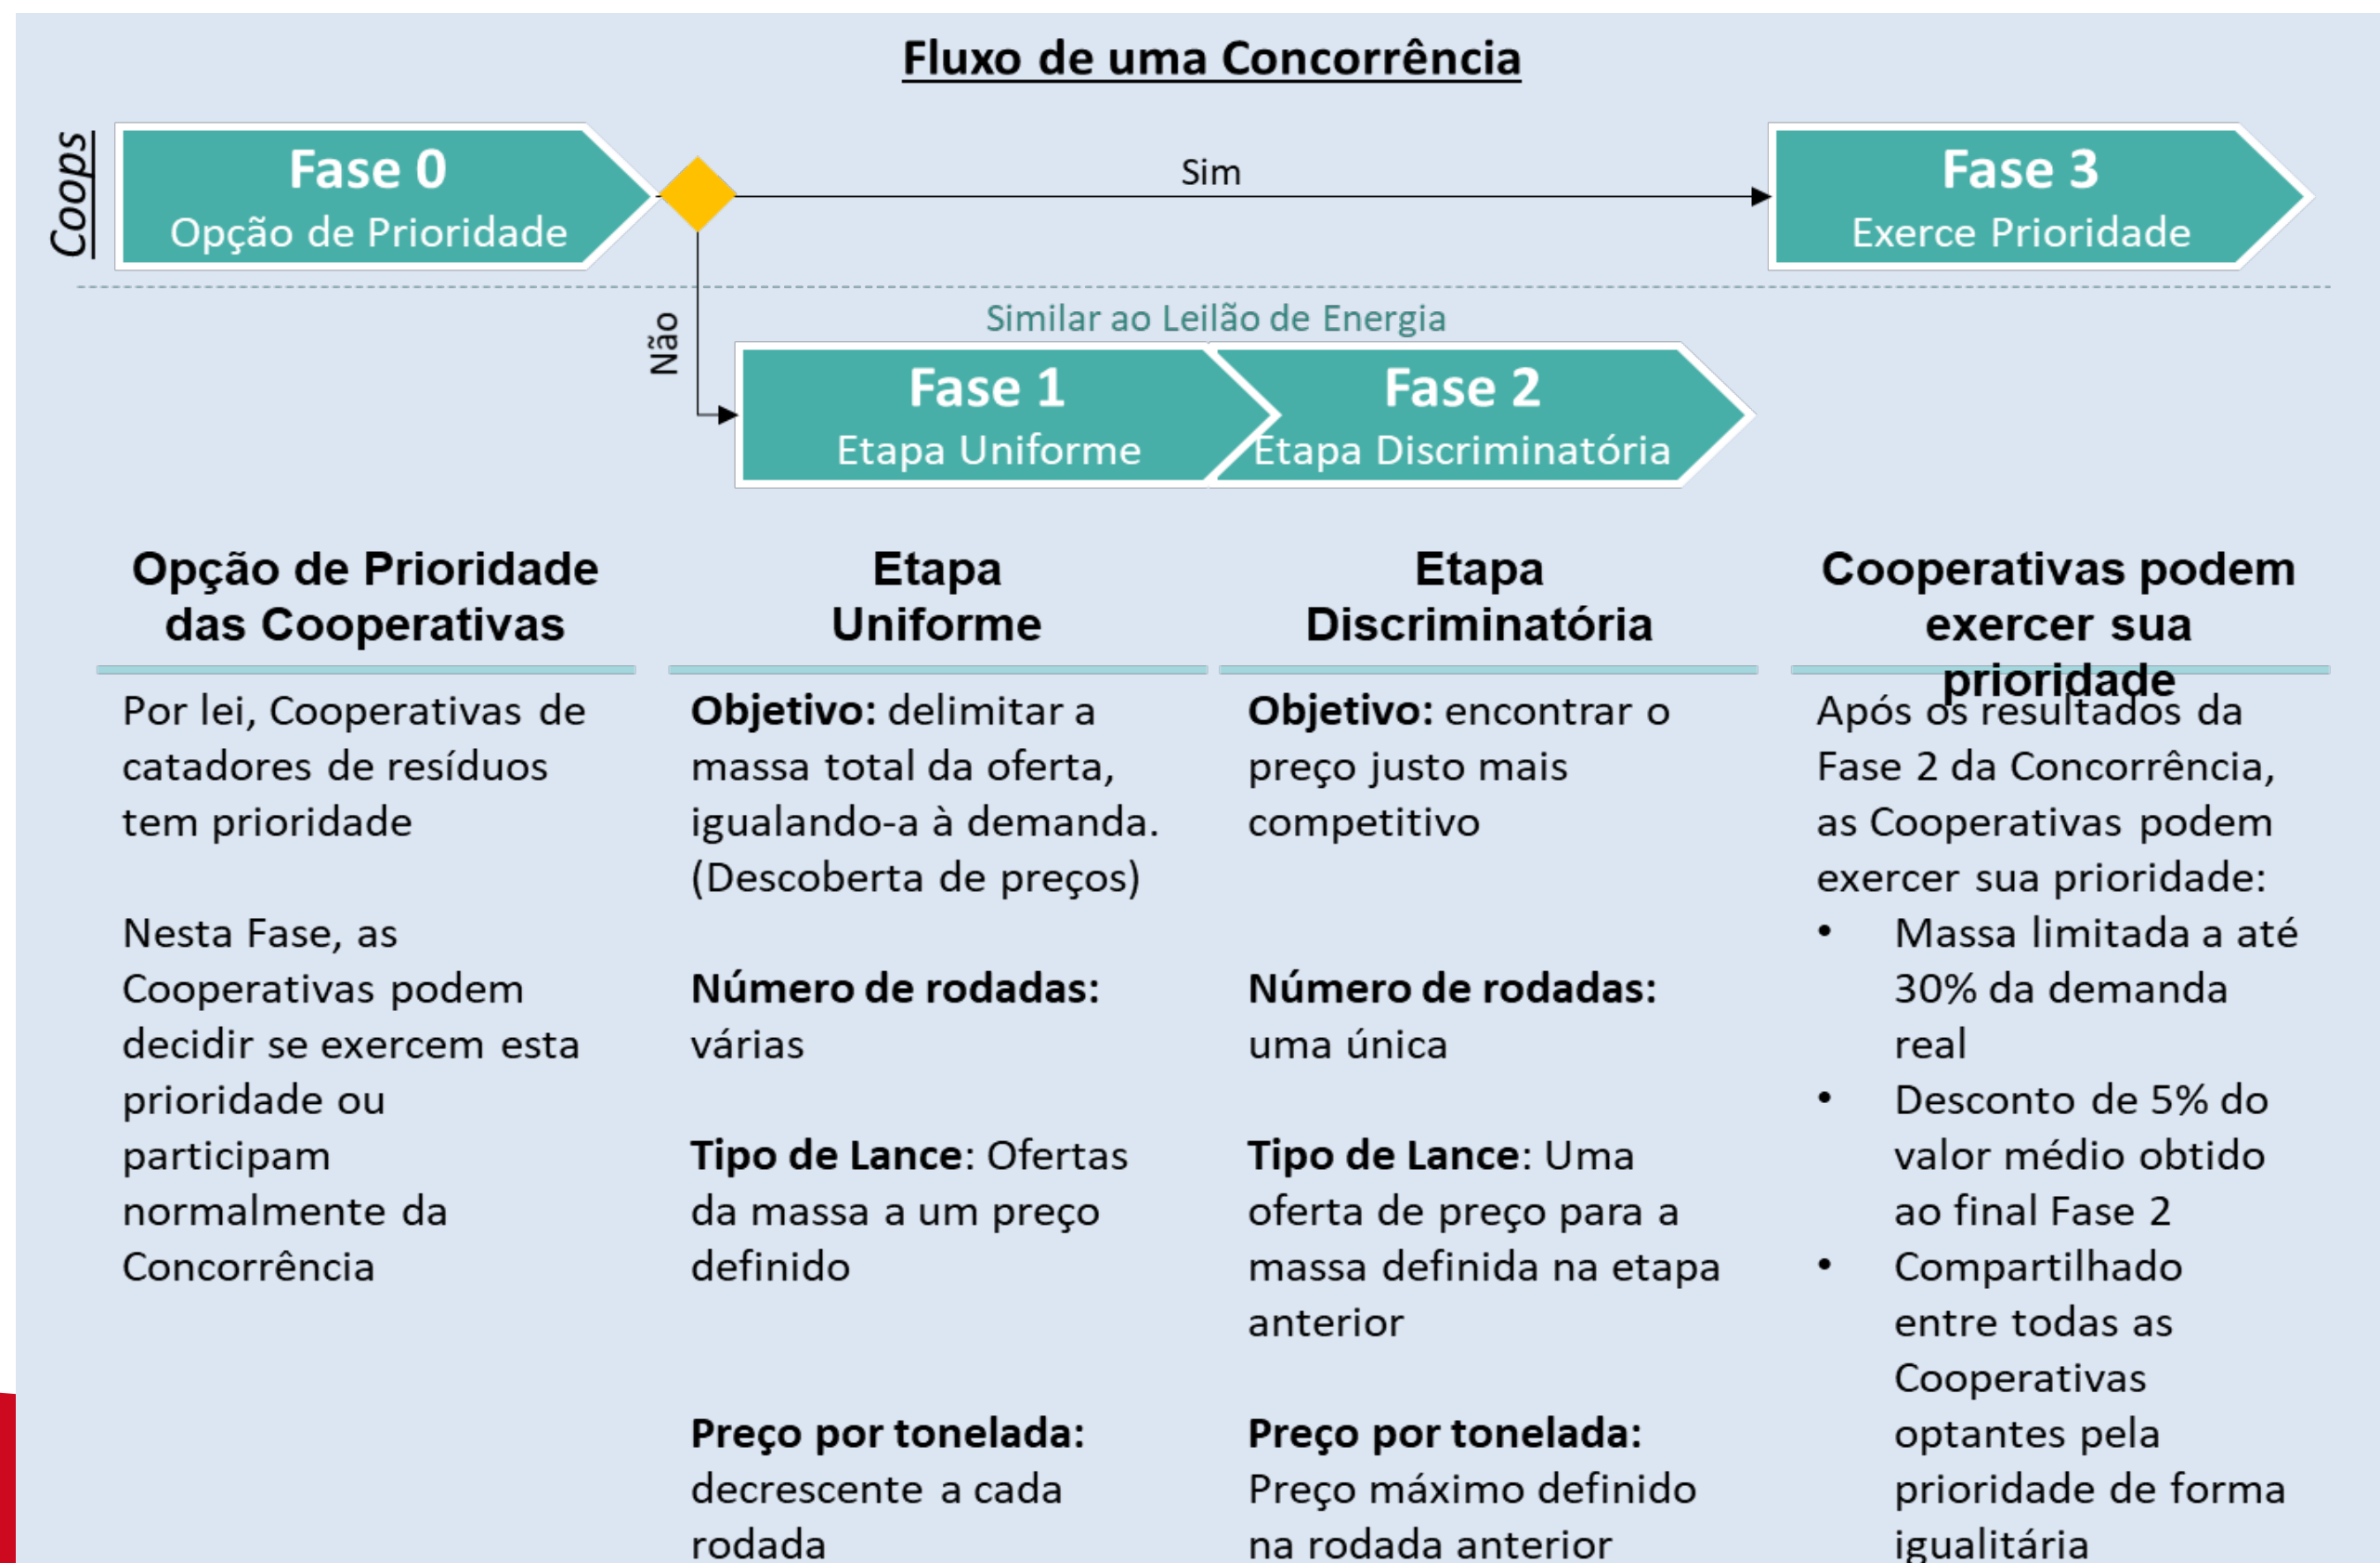 Fluxo de uma Concorrência
Coops
Fase 0
Opção de Prioridade
Sim
Fase 3
Exerce Prioridade
Não
Similar ao Leilão de Energia
Fase 1
Etapa Uniforme
Fase 2
Etapa Discriminatória
Opção de Prioridade
das Cooperativas
Por lei, Cooperativas de
catadores de resíduos
tem prioridade
Nesta Fase, as
Cooperativas podem
decidir se exercem esta
prioridade ou
participam
normalmente da
Concorrência
Etapa
Uniforme
Objetivo: delimitar a
massa total da oferta,
igualando-a à demanda.
(Descoberta de preços)
Número de rodadas:
várias
Tipo de Lance: Ofertas
da massa a um preço
definido
Preço por tonelada:
decrescente a cada
rodada
Etapa
Discriminatória
Objetivo: encontrar o
preço justo mais
competitivo
Número de rodadas:
uma única
Tipo de Lance: Uma
oferta de preço para a
massa definida na etapa
anterior
Preço por tonelada:
Preço máximo definido
na rodada anterior
Cooperativas podem
exercer sua
prioridade
Após os resultados da
Fase 2 da Concorrência,
as Cooperativas podem
exercer sua prioridade:
• Massa limitada a até
30% da demanda
real
• Desconto de 5% do
valor médio obtido
ao final Fase 2
• Compartilhado
entre todas as
Cooperativas
optantes pela
prioridade de forma
igualitária